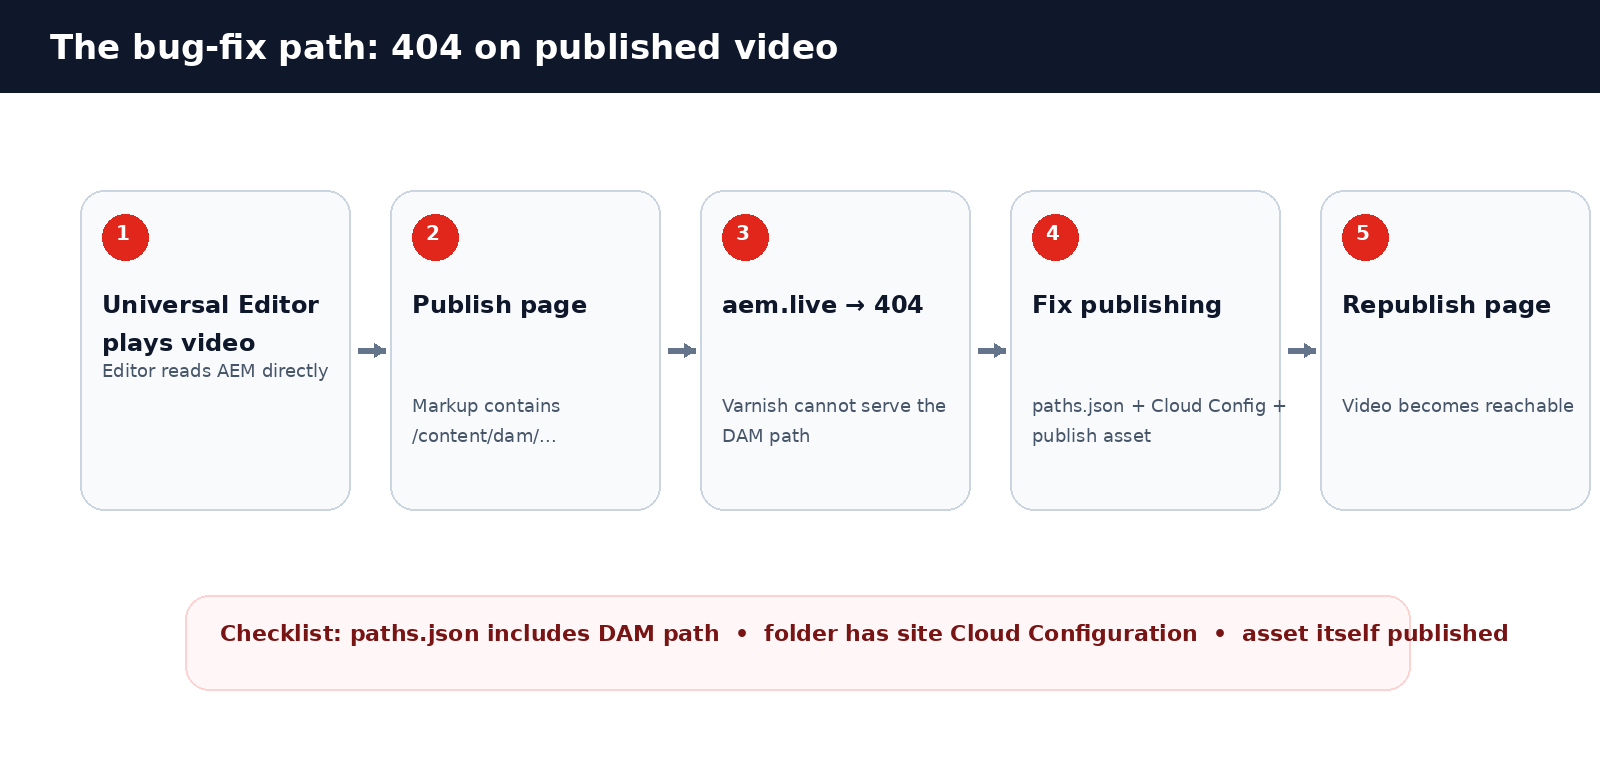 The bug-fix path: 404 on published video
1
Universal Editor
plays video
Editor reads AEM directly
2
Publish page
Markup contains
/content/dam/…
3
aem.live → 404
Varnish cannot serve the
DAM path
4
Fix publishing
paths.json + Cloud Config +
publish asset
5
Republish page
Video becomes reachable
Checklist: paths.json includes DAM path • folder has site Cloud Configuration • asset itself published